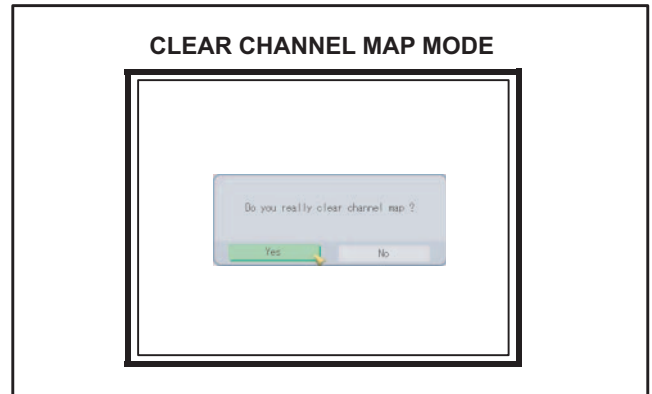 CLEAR CHANNEL MAP MODE
Do you really clear channel map ?
Yes
No